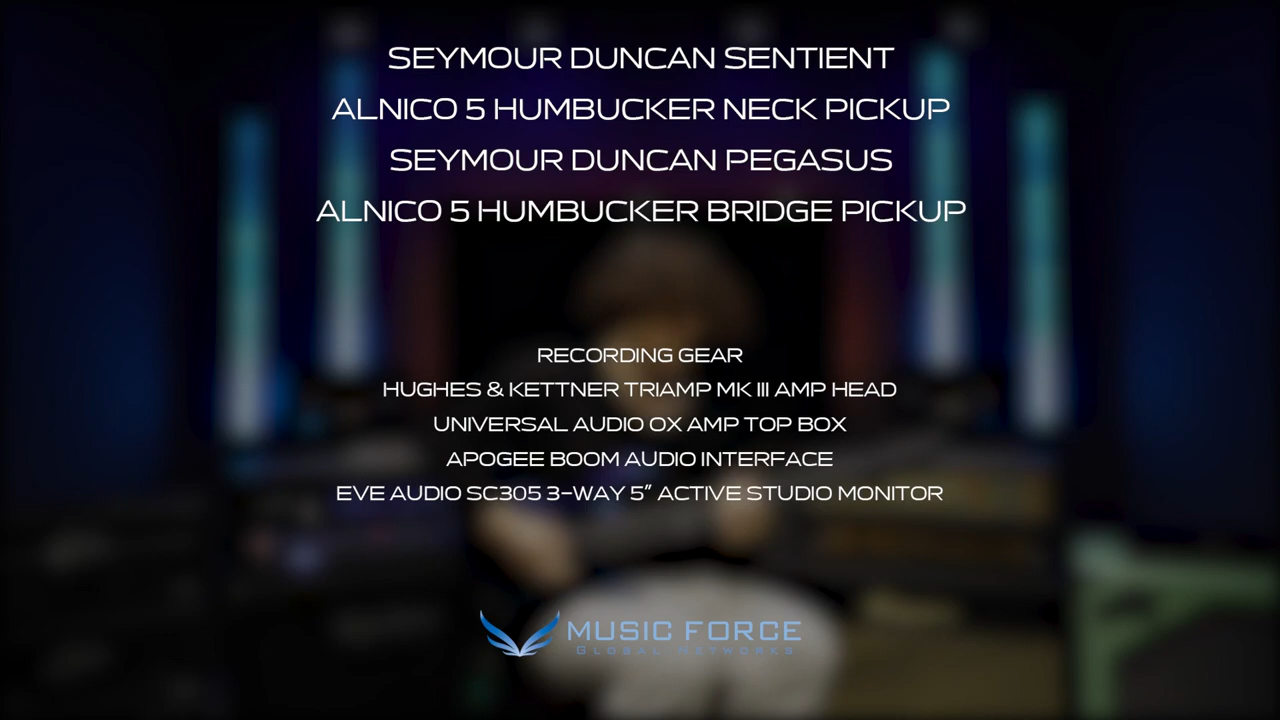 SEYMOUR DUNCAN SENTIENT
ALNICO 5 HUMBUCKER NECK PICKUP
SEYMOUR DUNCAN PEGASUS
ALNICO 5 HUMBUCKER BRIDGE PICKUP
RECORDING GEAR
HUGHES & KETTNER TRIAMP MK III AMP HEAD
UNIVERSAL AUDIO OX AMP TOP BOX
APOGEE BOOM AUDIO INTERFACE
EVE AUDIO SC305 3-WAY 5" ACTIVE STUDIO MONITOR
MUSIC FORCE
GLOBAL NETWORKS